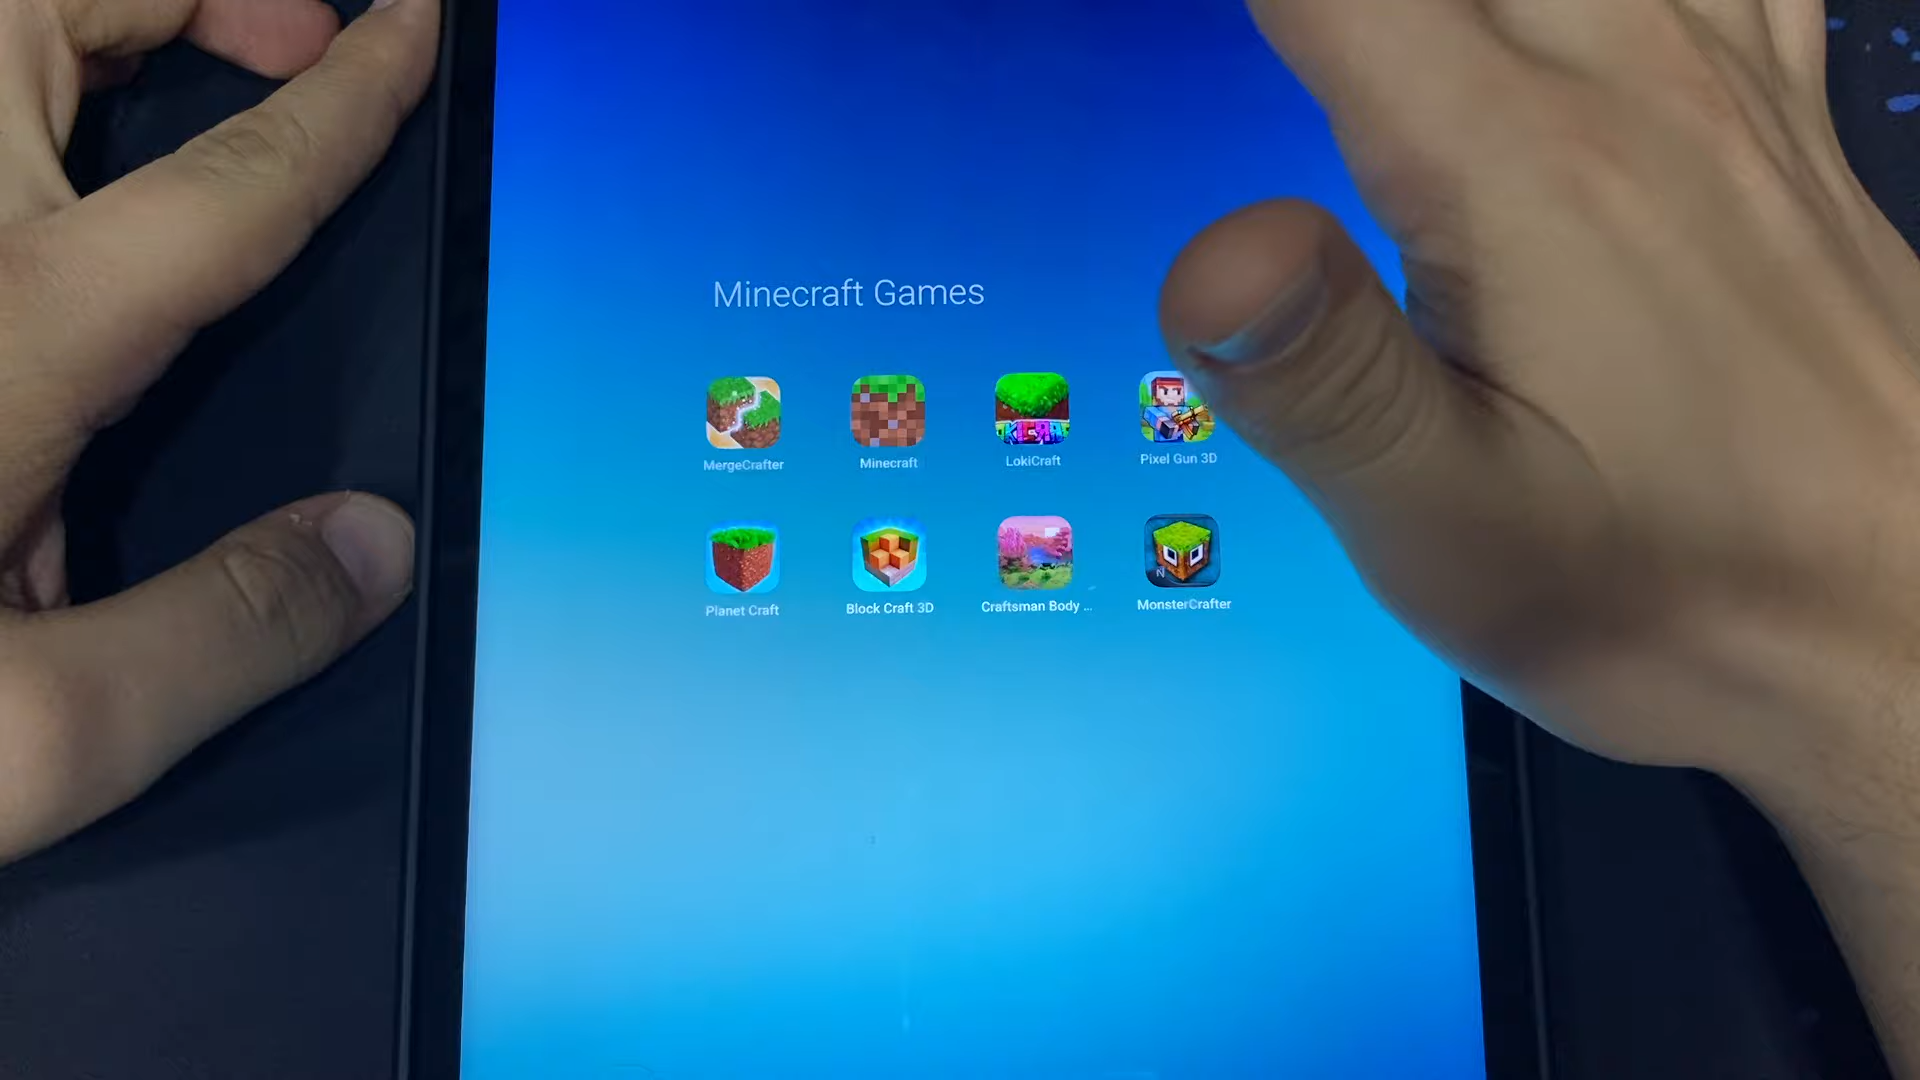 Minecraft Games
MergeCrafter
Minecraft
LokiCraft
Pixel Gun 3D
Planet Craft
Block Craft 3D
Craftsman Body ...
MonsterCrafter